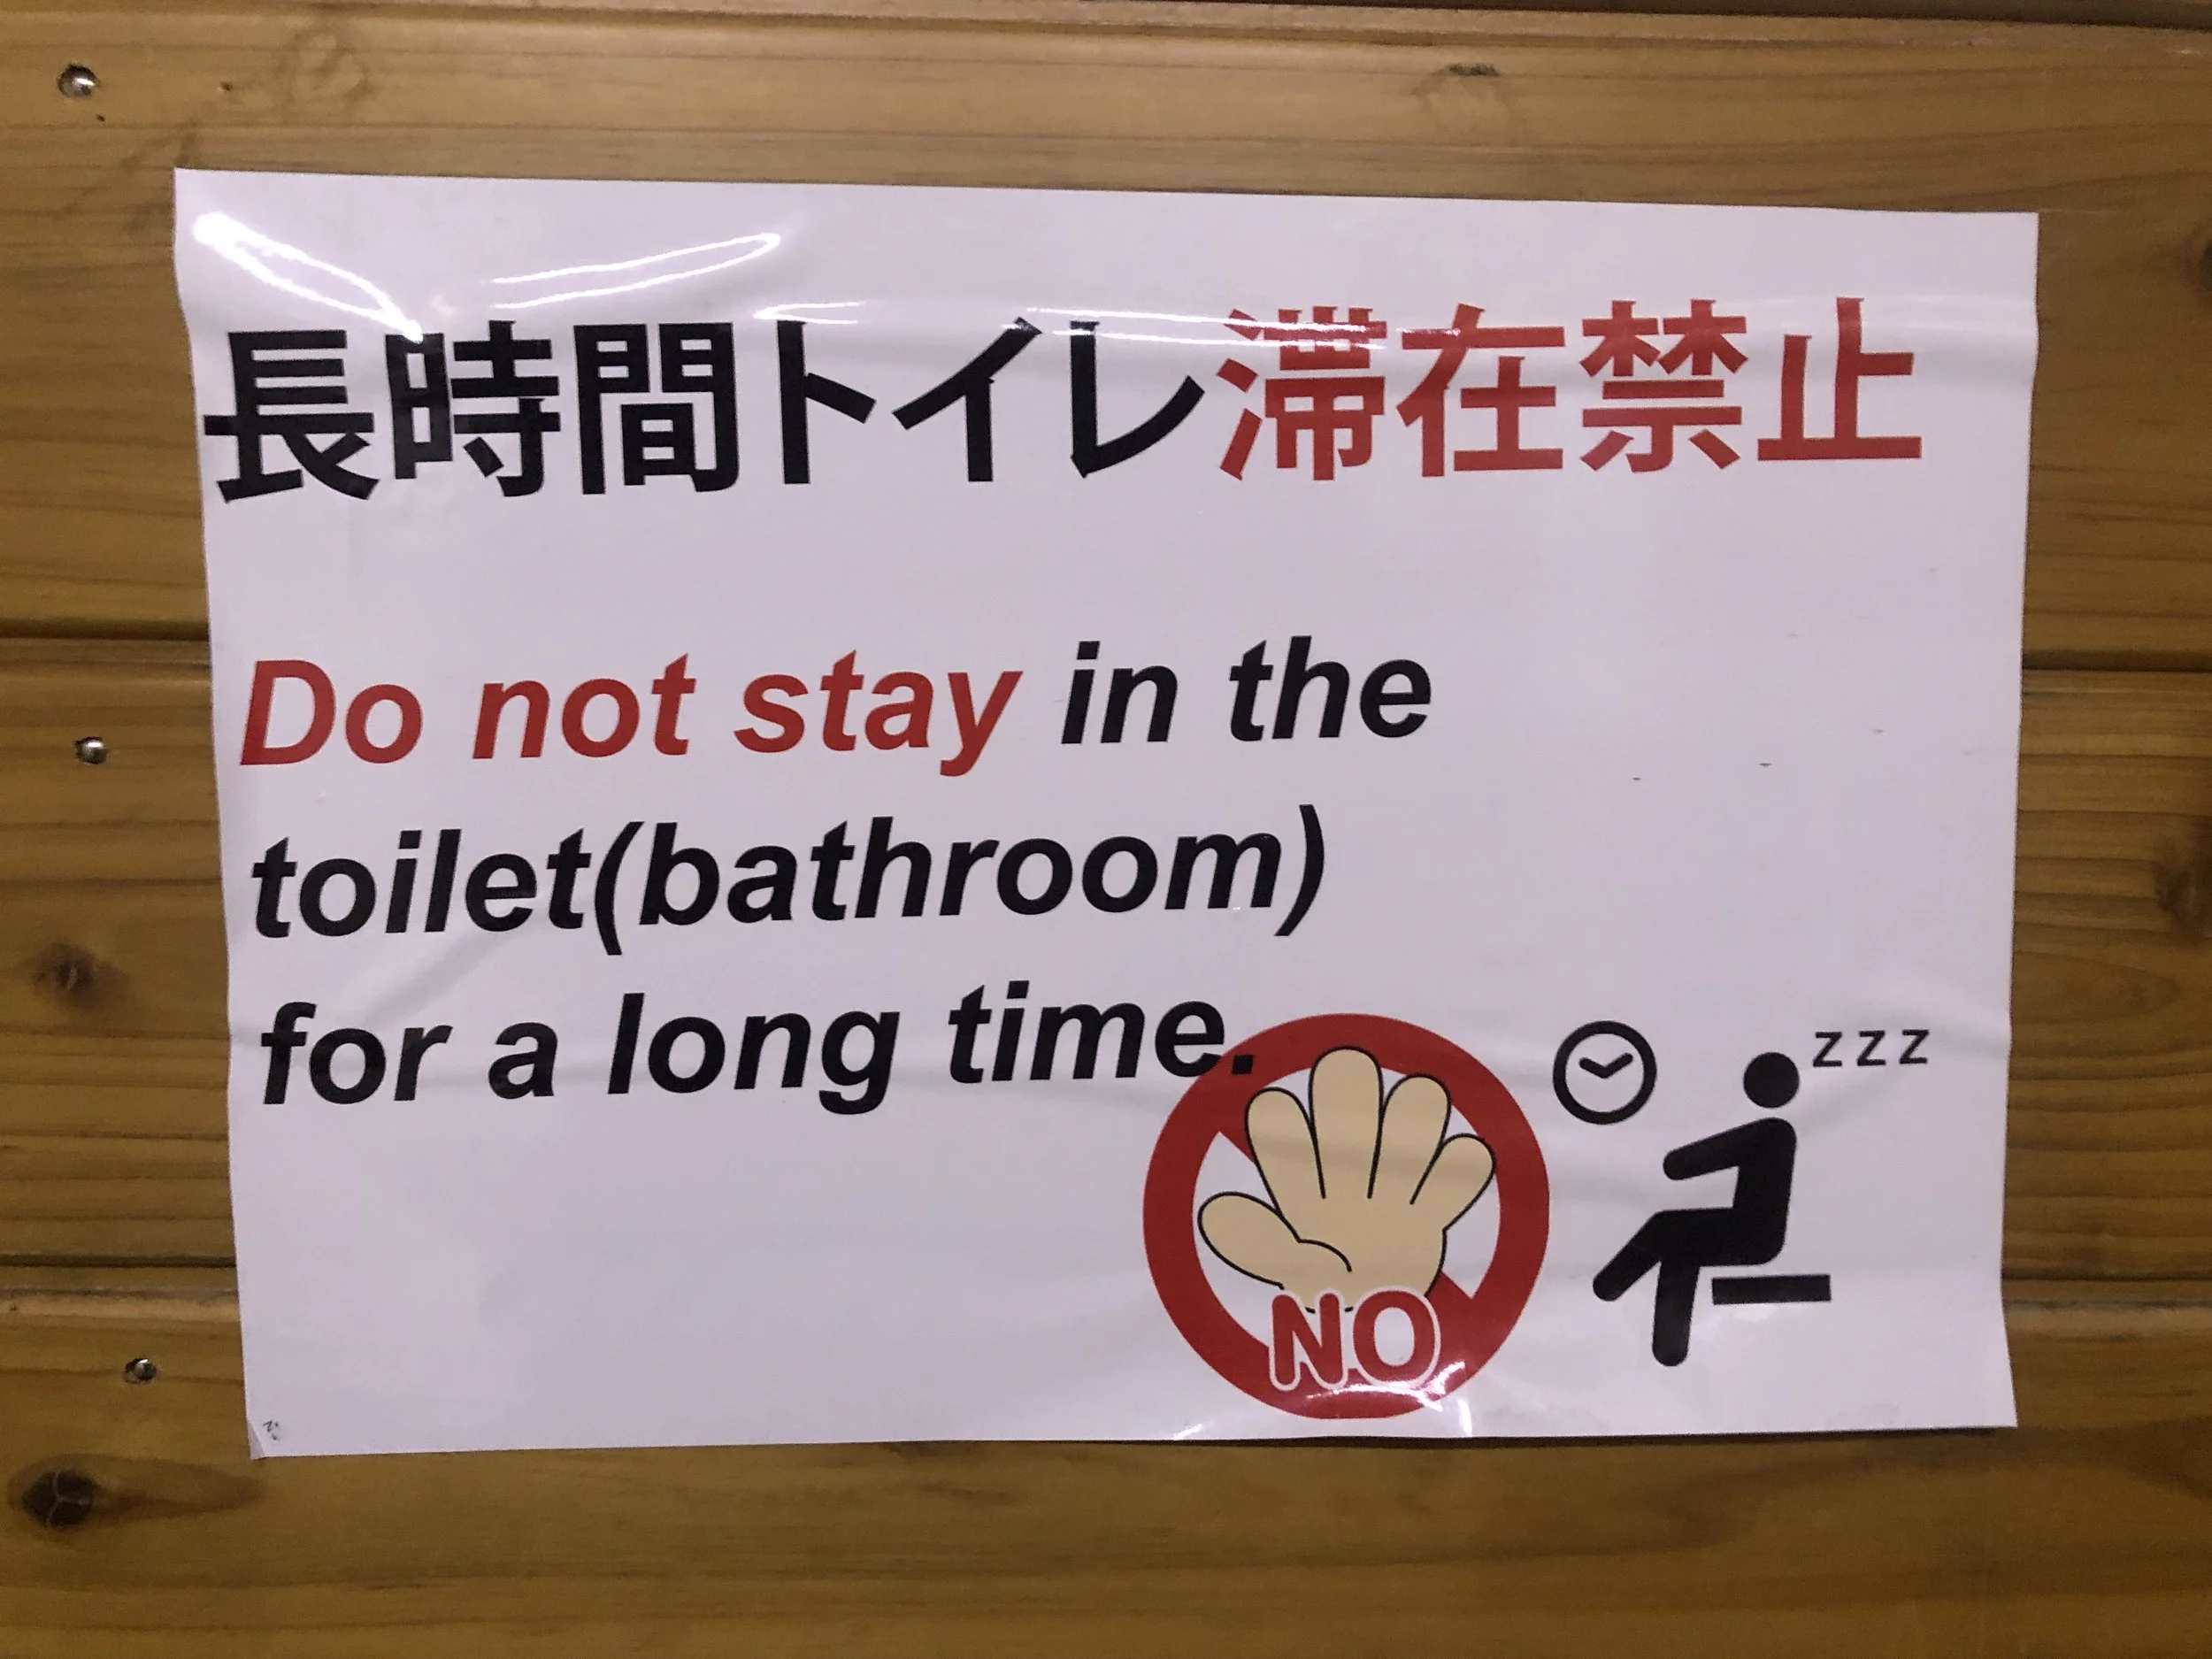 長時間トイレ滞在禁止
Do not stay in the
toilet(bathroom)
for a long time.
zzz
NO